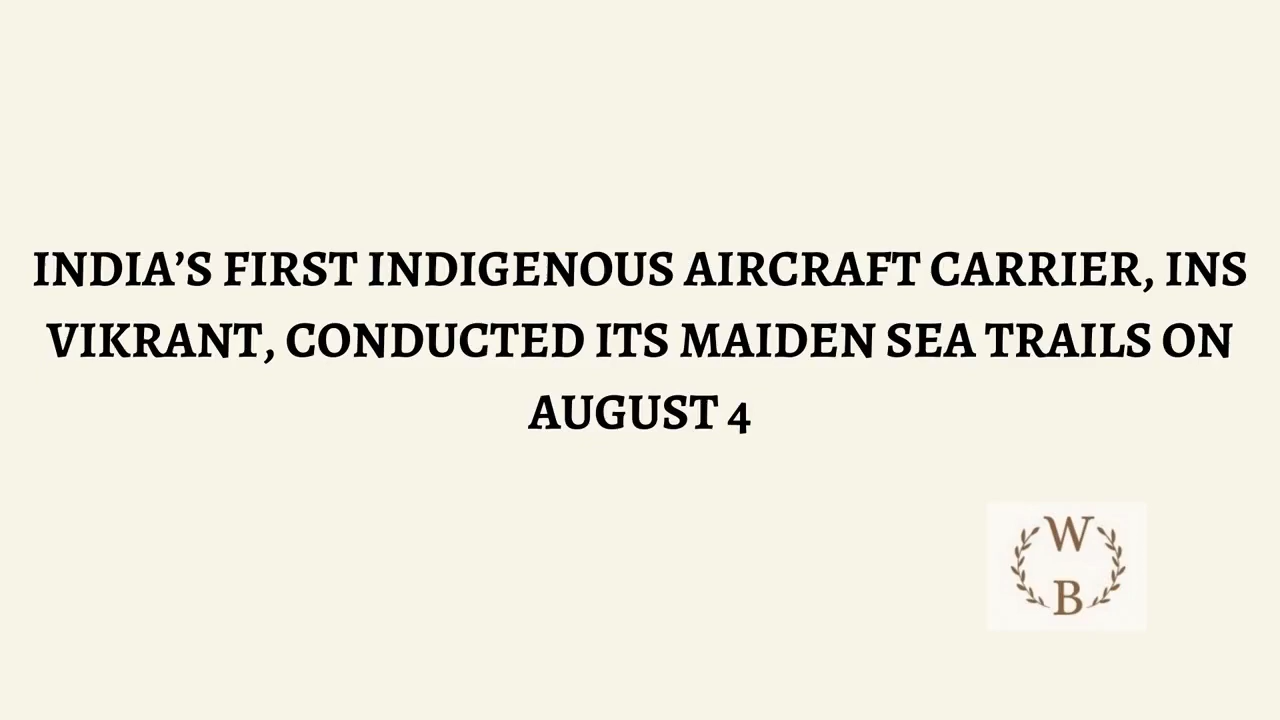 INDIA’S FIRST INDIGENOUS AIRCRAFT CARRIER, INS
VIKRANT, CONDUCTED ITS MAIDEN SEA TRAILS ON
AUGUST 4
W
B